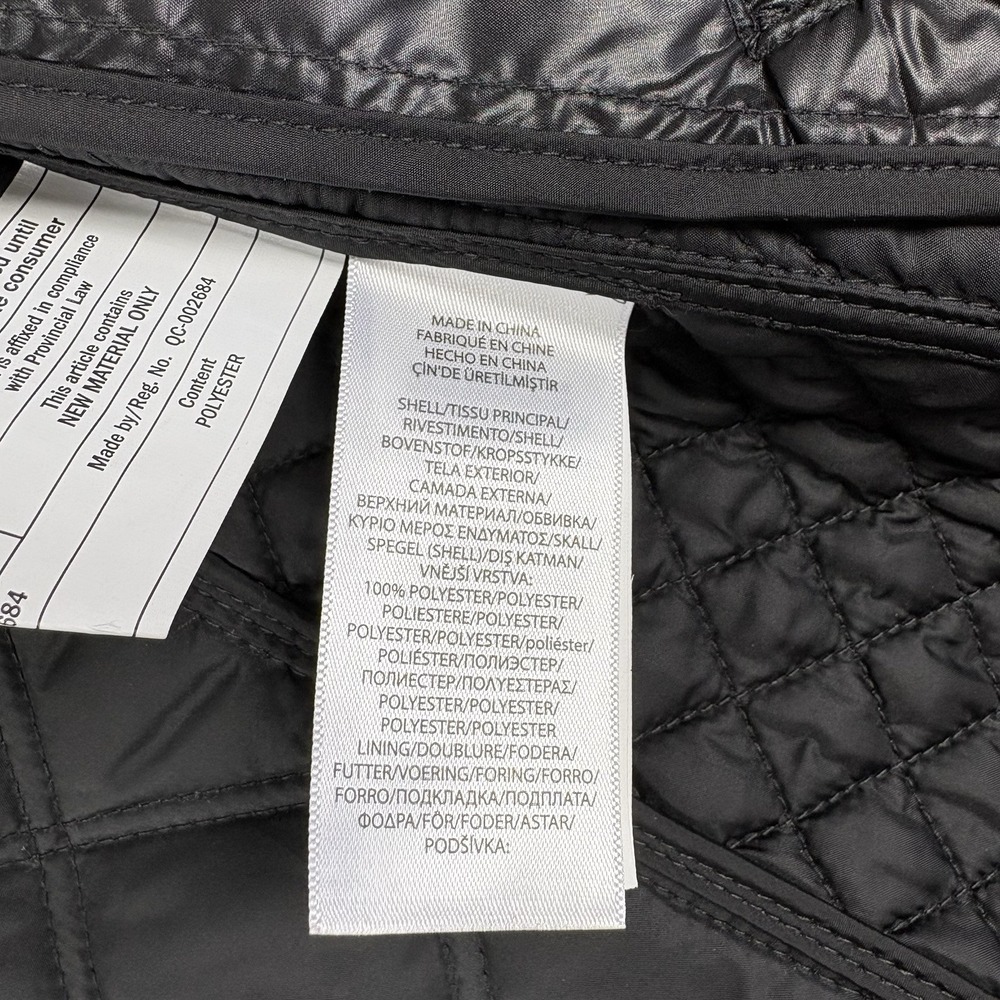 until
e consumer
is affixed in compliance
with Provincial Law
This article contains
NEW MATERIAL ONLY
Made by/Reg. No. QC-002684
Content
POLYESTER
684
MADE IN CHINA
FABRIQUÉ EN CHINE
HECHO EN CHINA
ÇİN'DE ÜRETİLMİŞTİR
SHELL/TISSU PRINCIPAL/
RIVESTIMENTO/SHELL/
BOVENSTOF/KROPSSTYKKE/
TELA EXTERIOR/
CAMADA EXTERNA/
ВЕРХНИЙ МАТЕРИАЛ/ОБВИВКА/
ΚΥΡΙΟ ΜΕΡΟΣ ΕΝΔΥΜΑΤΟΣ/SKALL/
SPEGEL (SHELL)/DIŞ KATMAN/
VNĚJŠÍ VRSTVA:
100% POLYESTER/POLYESTER/
POLIESTERE/POLYESTER/
POLYESTER/POLYESTER/poliéster/
POLIÉSTER/ПОЛИЭСТЕР/
ПОЛИЕСТЕР/ΠΟΛΥΕΣΤΕΡΑΣ/
POLYESTER/POLYESTER/
POLYESTER/POLYESTER
LINING/DOUBLURE/FODERA/
FUTTER/VOERING/FORING/FORRO/
FORRO/ПОДКЛАДКА/ПОДПЛАТА/
ΦΟΔΡΑ/FÖR/FODER/ASTAR/
PODŠÍVKA: